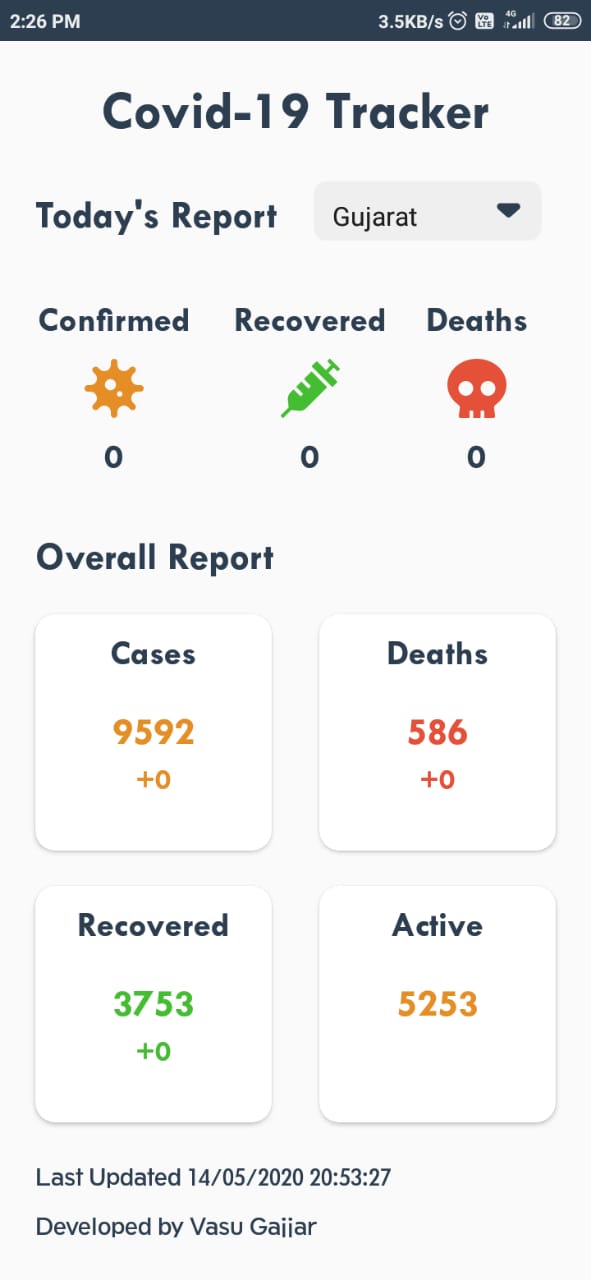 2:26 PM 3.5KB/s Vo LTE 4G 82
Covid-19 Tracker
Today's Report Gujarat
Confirmed Recovered Deaths
0 0 0
Overall Report
Cases Deaths
9592 586
+0 +0
Recovered Active
3753 5253
+0
Last Updated 14/05/2020 20:53:27
Developed by Vasu Gajjar